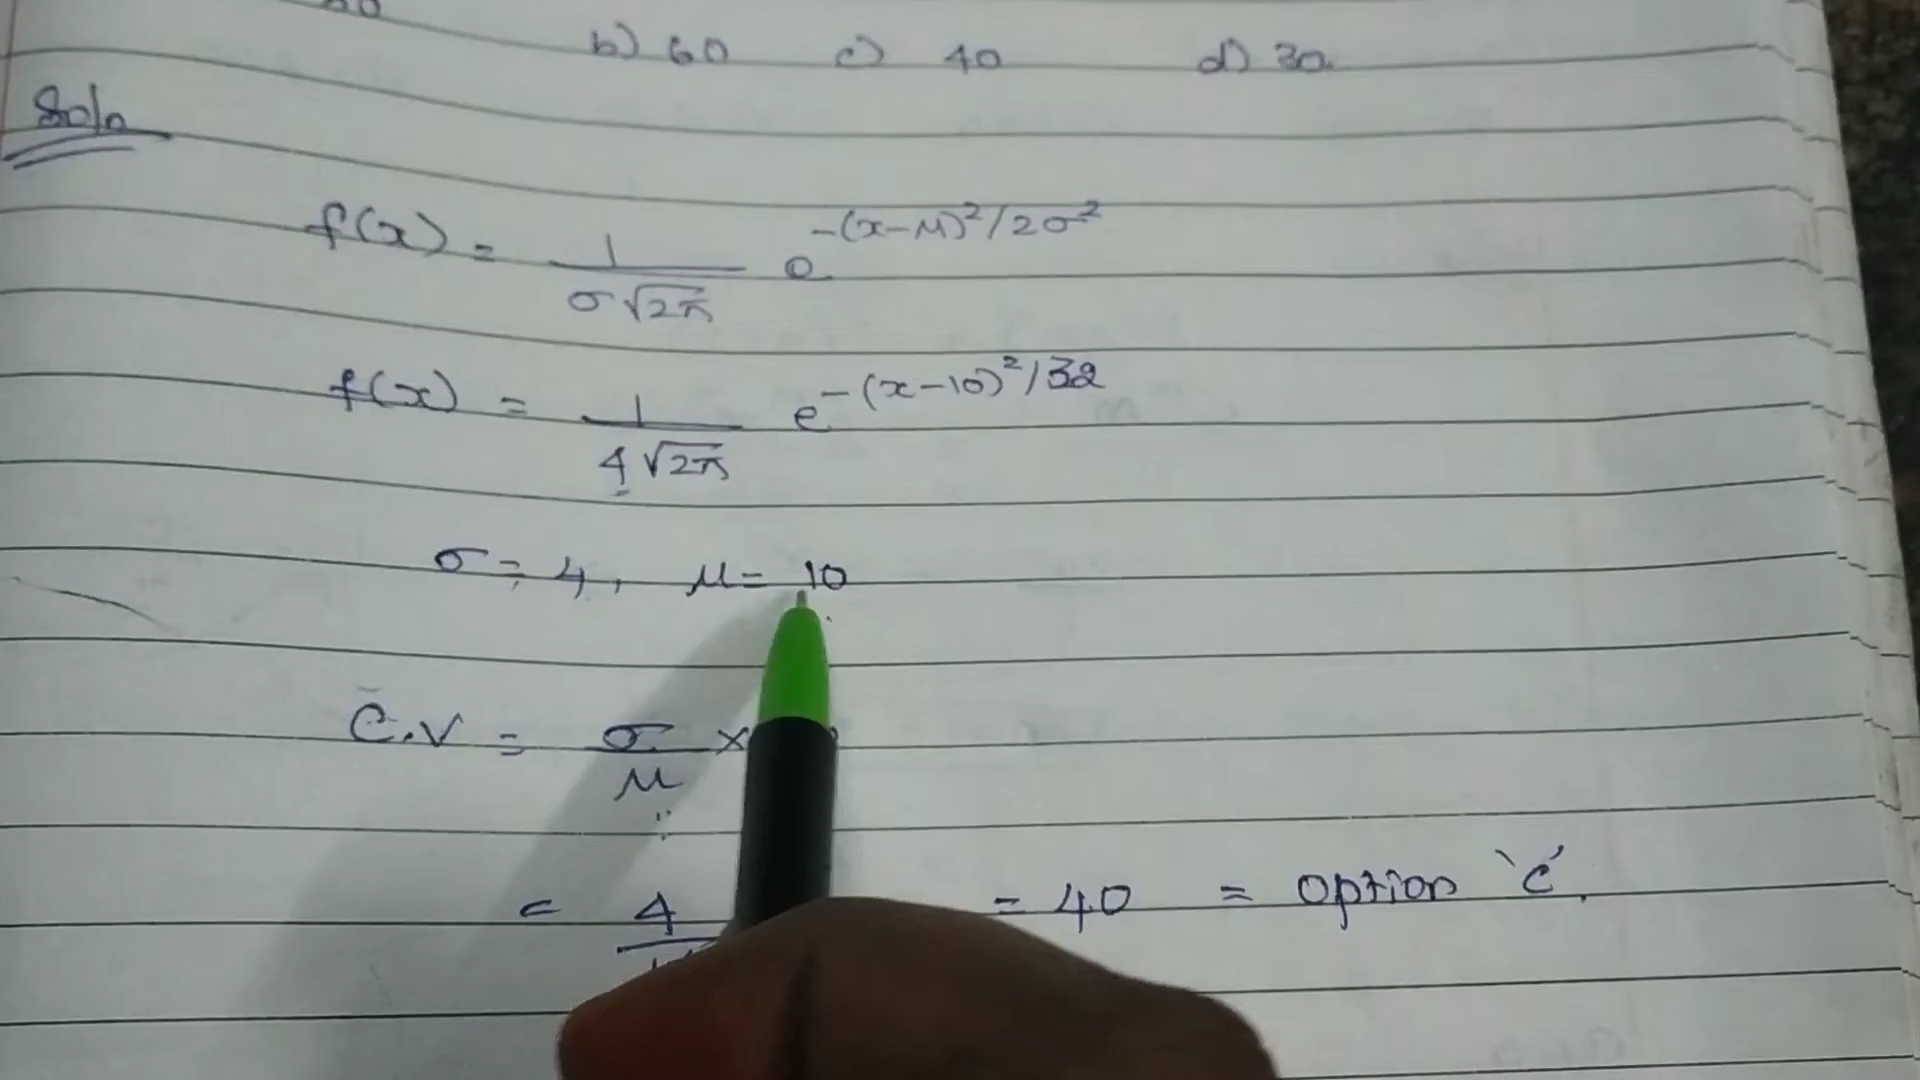 b) 60 c) 40 d) 30
Soln
f(x) = 1/σ√2π e^-(x-μ)²/2σ²
f(x) = 1/4√2π e^-(x-10)²/32
σ = 4, μ = 10
C.V = σ/μ ×
= 4 = 40 = option 'c'.